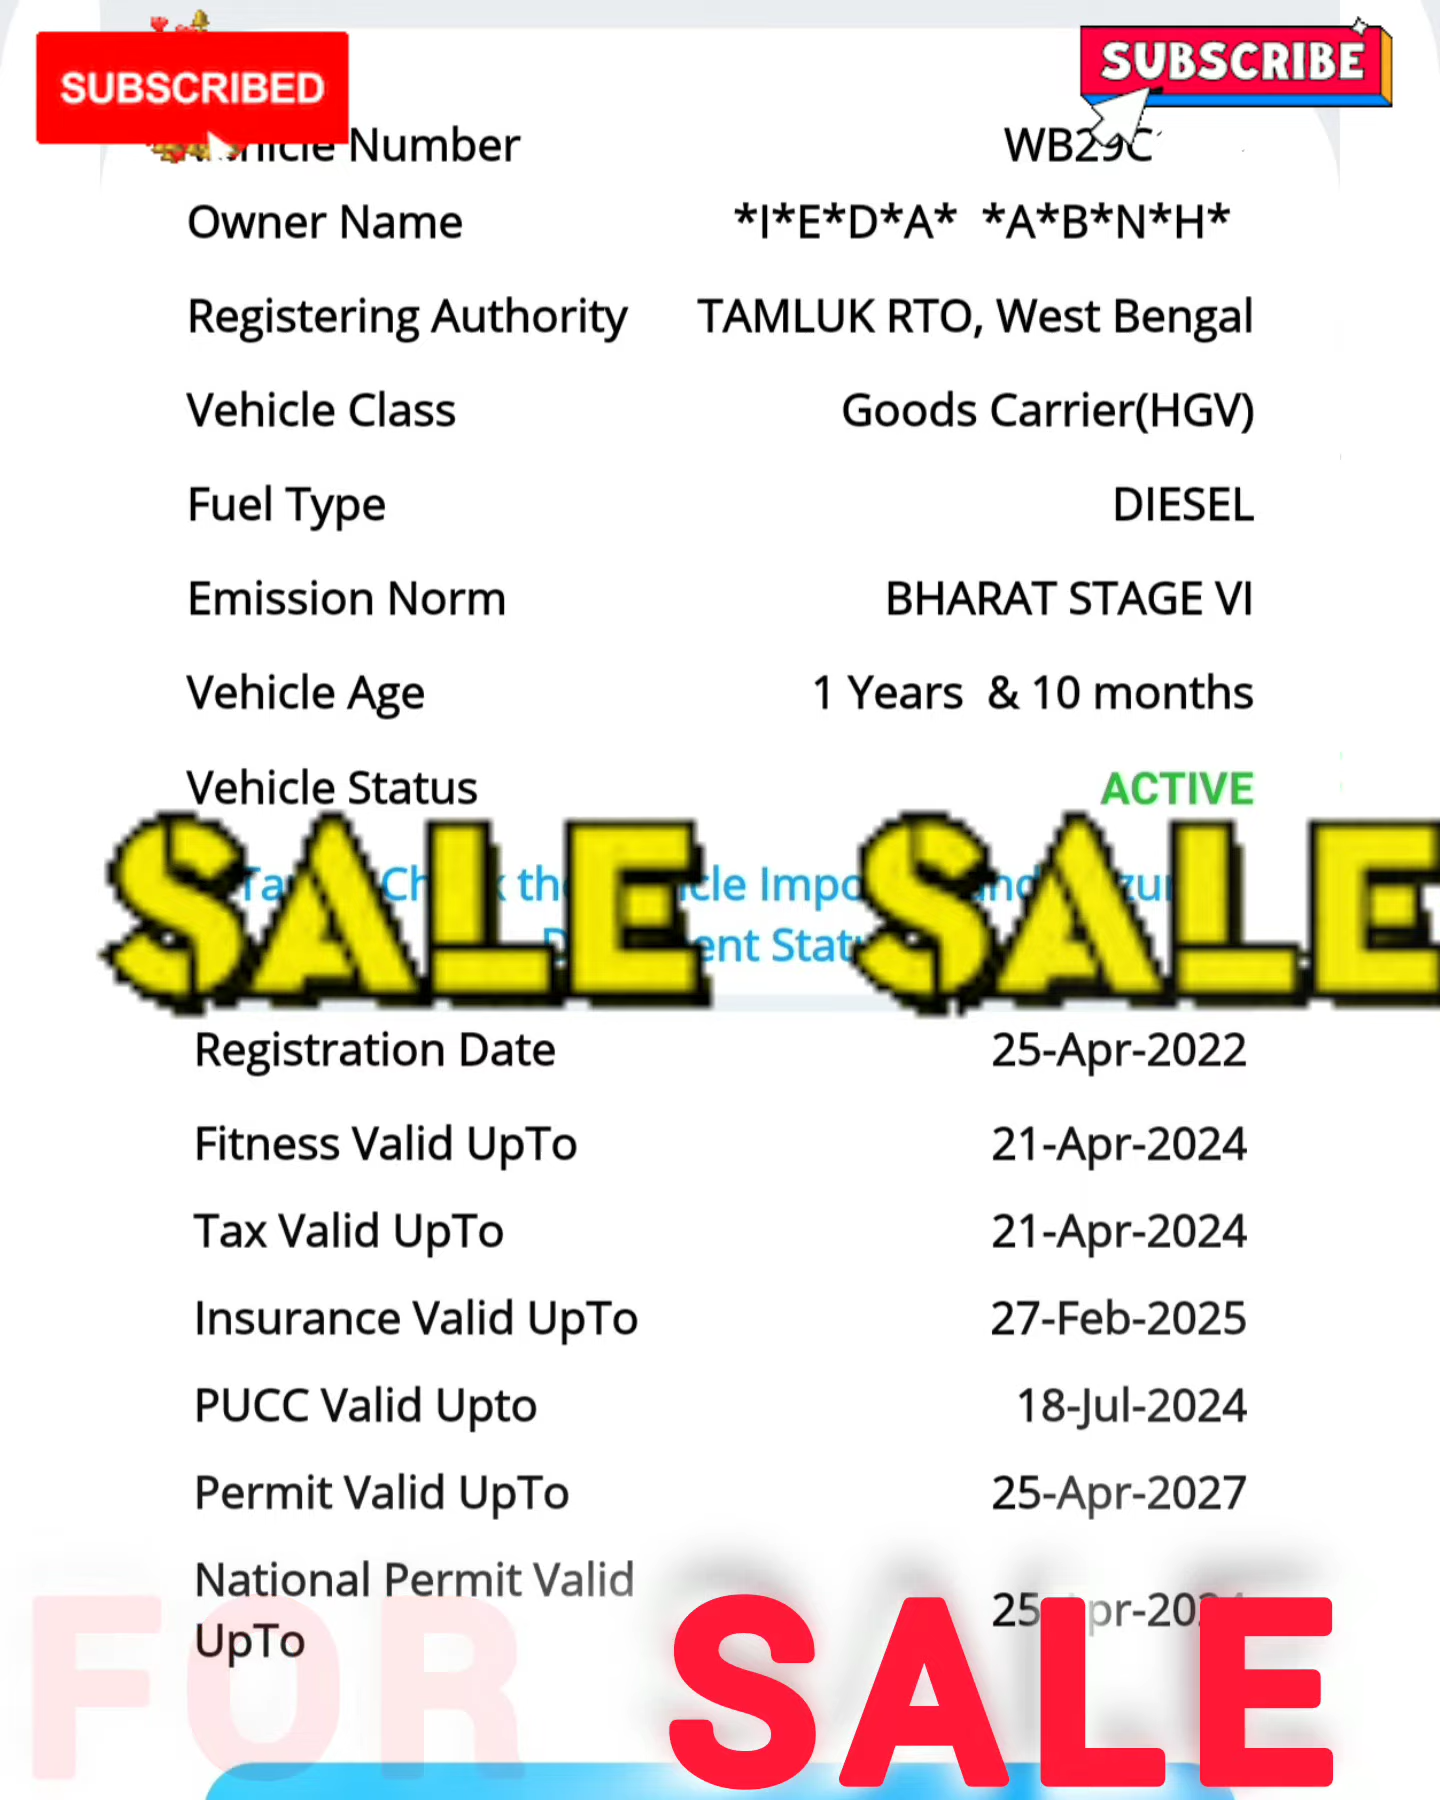 SUBSCRIBED
SUBSCRIBE
Number WB29C
Owner Name *I*E*D*A* *A*B*N*H*
Registering Authority TAMLUK RTO, West Bengal
Vehicle Class Goods Carrier(HGV)
Fuel Type DIESEL
Emission Norm BHARAT STAGE VI
Vehicle Age 1 Years & 10 months
Vehicle Status ACTIVE
SALE SALE
Registration Date 25-Apr-2022
Fitness Valid UpTo 21-Apr-2024
Tax Valid UpTo 21-Apr-2024
Insurance Valid UpTo 27-Feb-2025
PUCC Valid Upto 18-Jul-2024
Permit Valid UpTo 25-Apr-2027
National Permit Valid
UpTo
FOR SALE